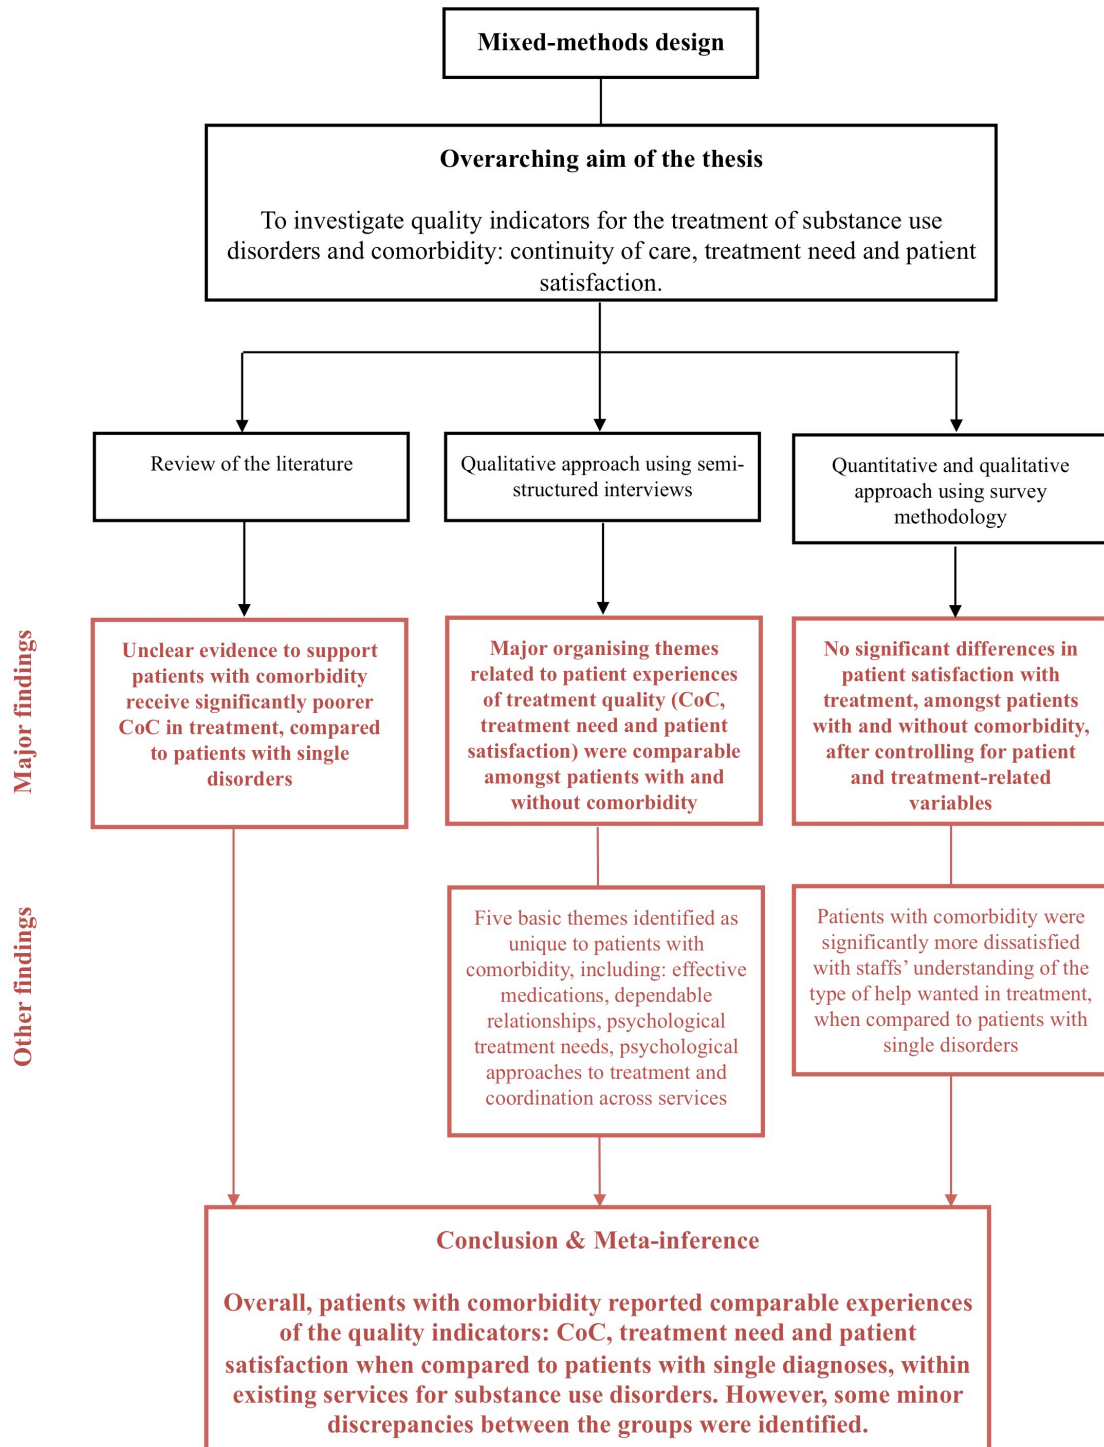 Mixed-methods design
Overarching aim of the thesis
To investigate quality indicators for the treatment of substance use
disorders and comorbidity: continuity of care, treatment need and patient
satisfaction.
Review of the literature
Qualitative approach using semi-
structured interviews
Quantitative and qualitative
approach using survey
methodology
Major findings
Unclear evidence to support
patients with comorbidity
receive significantly poorer
CoC in treatment, compared
to patients with single
disorders
Major organising themes
related to patient experiences
of treatment quality (CoC,
treatment need and patient
satisfaction) were comparable
amongst patients with and
without comorbidity
No significant differences in
patient satisfaction with
treatment, amongst patients
with and without comorbidity,
after controlling for patient
and treatment-related
variables
Other findings
Five basic themes identified as
unique to patients with
comorbidity, including: effective
medications, dependable
relationships, psychological
treatment needs, psychological
approaches to treatment and
coordination across services
Patients with comorbidity were
significantly more dissatisfied
with staffs’ understanding of the
type of help wanted in treatment,
when compared to patients with
single disorders
Conclusion & Meta-inference
Overall, patients with comorbidity reported comparable experiences
of the quality indicators: CoC, treatment need and patient
satisfaction when compared to patients with single diagnoses, within
existing services for substance use disorders. However, some minor
discrepancies between the groups were identified.